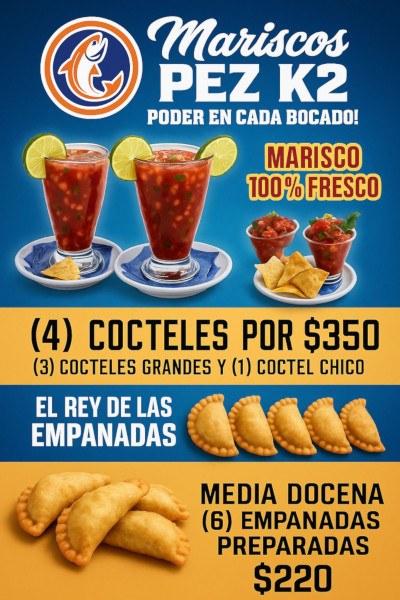 Mariscos
PEZ K2
PODER EN CADA BOCADO!
MARISCO
100% FRESCO
(4) COCTELES POR $350
(3) COCTELES GRANDES Y (1) COCTEL CHICO
EL REY DE LAS
EMPANADAS
MEDIA DOCENA
(6) EMPANADAS
PREPARADAS
$220